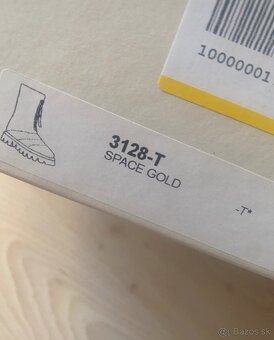 10000001
3128-T
SPACE GOLD
-T*
Bazos.sk